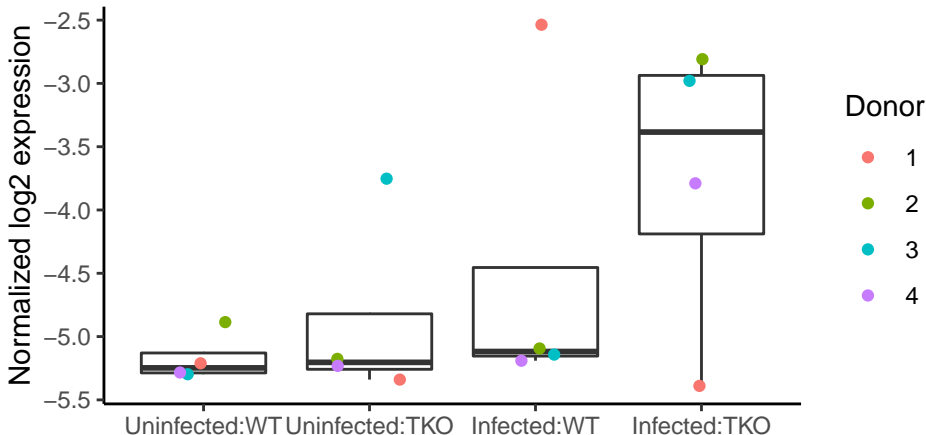 Normalized log2 expression
−2.5
−3.0
−3.5
−4.0
−4.5
−5.0
−5.5
Uninfected:WT
Uninfected:TKO
Infected:WT
Infected:TKO
Donor
1
2
3
4